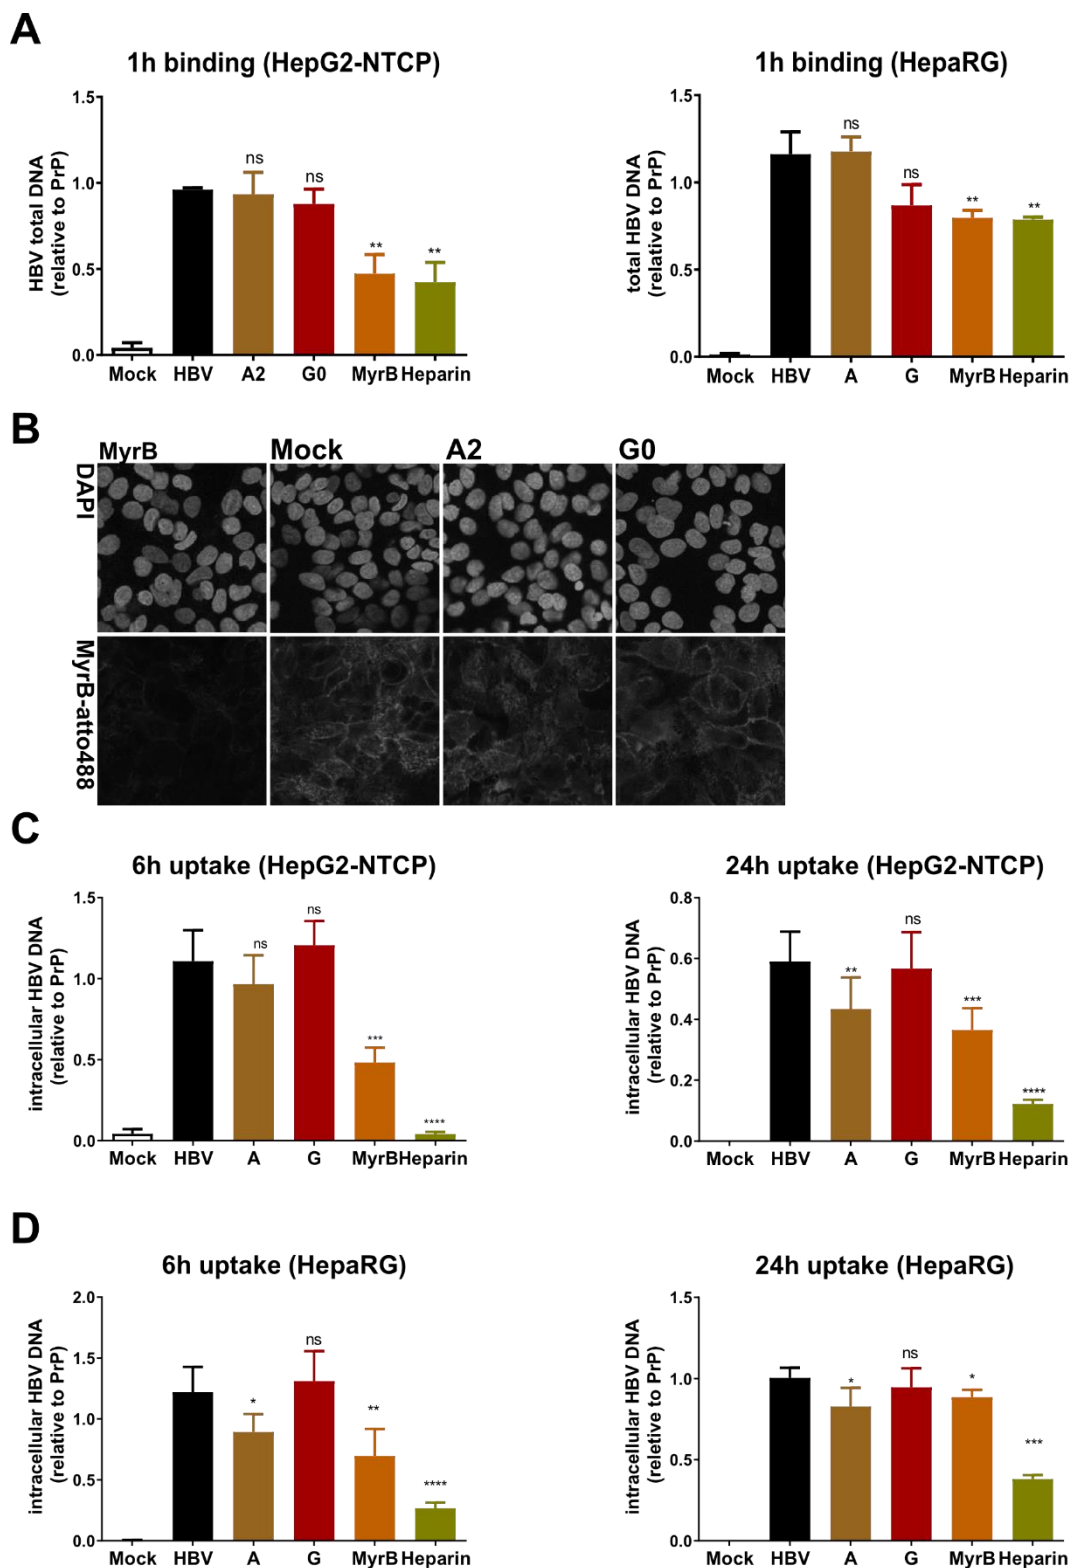 A
1h binding (HepG2-NTCP)
HBV total DNA
(relative to PrP)
1.5
1.0
0.5
0.0
ns
ns
**
**
Mock HBV A2 G0 MyrB Heparin
1h binding (HepaRG)
total HBV DNA
(relative to PrP)
1.5
1.0
0.5
0.0
ns
ns
**
**
Mock HBV A G MyrB Heparin
B
MyrB Mock A2 G0
DAPI
MyrB-atto488
C
6h uptake (HepG2-NTCP)
intracellular HBV DNA
(relative to PrP)
1.5
1.0
0.5
0.0
ns
ns
***
****
Mock HBV A G MyrB Heparin
24h uptake (HepG2-NTCP)
intracellular HBV DNA
(relative to PrP)
0.8
0.6
0.4
0.2
0.0
**
ns
***
****
Mock HBV A G MyrB Heparin
D
6h uptake (HepaRG)
intracellular HBV DNA
(relative to PrP)
2.0
1.5
1.0
0.5
0.0
*
ns
**
****
Mock HBV A G MyrB Heparin
24h uptake (HepaRG)
intracellular HBV DNA
(reletive to PrP)
1.5
1.0
0.5
0.0
*
ns
*
***
Mock HBV A G MyrB Heparin